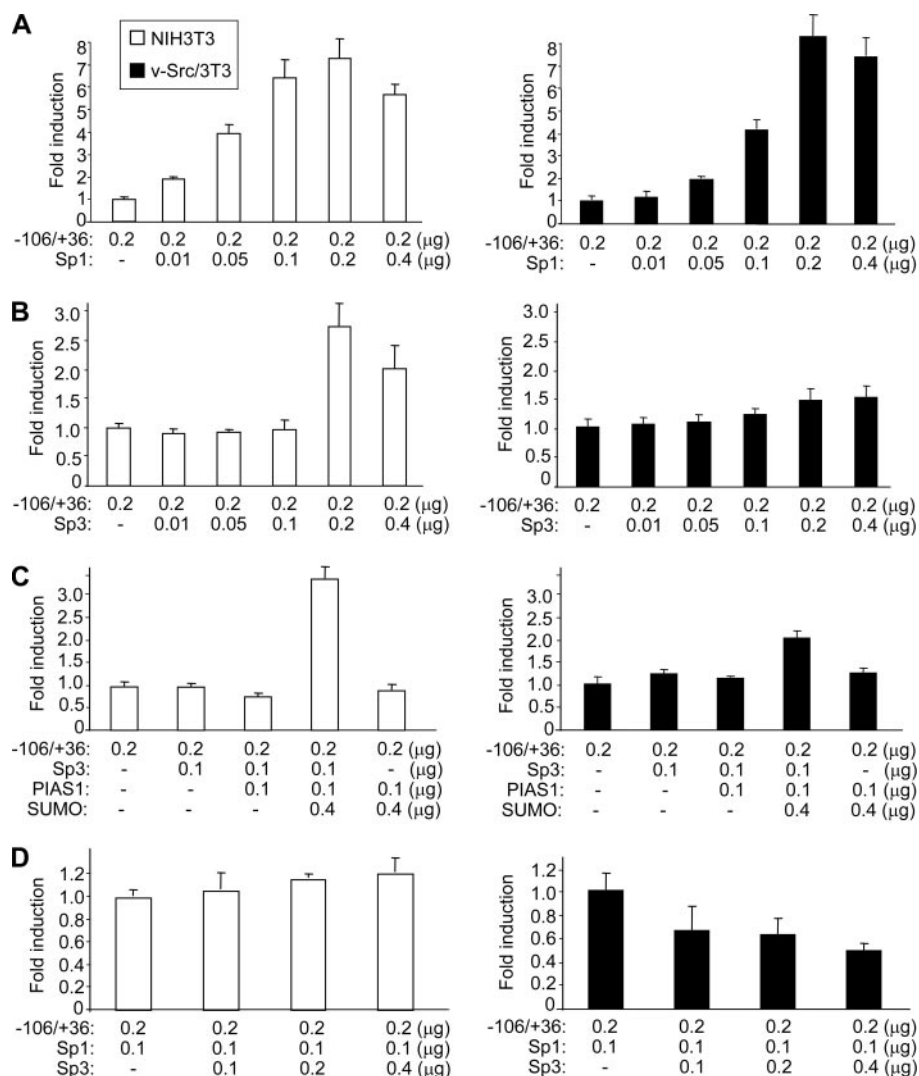 A
NIH3T3
v-Src/3T3
Fold induction
8
7
6
5
4
3
2
1
0
-106/+36: 0.2 0.2 0.2 0.2 0.2 0.2 (μg)
Sp1: - 0.01 0.05 0.1 0.2 0.4 (μg)
Fold induction
8
7
6
5
4
3
2
1
0
0.2 0.2 0.2 0.2 0.2 0.2 (μg)
-106/+36:
Sp1: - 0.01 0.05 0.1 0.2 0.4 (μg)
B
Fold induction
3.0
2.5
2.0
1.5
1.0
0.5
0
-106/+36: 0.2 0.2 0.2 0.2 0.2 0.2 (μg)
Sp3: - 0.01 0.05 0.1 0.2 0.4 (μg)
Fold induction
3.0
2.5
2.0
1.5
1.0
0.5
0
-106/+36: 0.2 0.2 0.2 0.2 0.2 0.2 (μg)
Sp3: - 0.01 0.05 0.1 0.2 0.4 (μg)
C
Fold induction
3.0
2.5
2.0
1.5
1.0
0.5
0
-106/+36: 0.2 0.2 0.2 0.2 0.2 (μg)
Sp3: - 0.1 0.1 0.1 - (μg)
PIAS1: - - 0.1 0.1 0.1 (μg)
SUMO: - - - 0.4 0.4 (μg)
Fold induction
3.0
2.5
2.0
1.5
1.0
0.5
0
-106/+36: 0.2 0.2 0.2 0.2 0.2 (μg)
Sp3: - 0.1 0.1 0.1 - (μg)
PIAS1: - - 0.1 0.1 0.1 (μg)
SUMO: - - - 0.4 0.4 (μg)
D
Fold induction
1.2
1.0
0.8
0.6
0.4
0.2
0
-106/+36: 0.2 0.2 0.2 0.2 (μg)
Sp1: 0.1 0.1 0.1 0.1 (μg)
Sp3: - 0.1 0.2 0.4 (μg)
Fold induction
1.2
1.0
0.8
0.6
0.4
0.2
0
-106/+36: 0.2 0.2 0.2 0.2 (μg)
Sp1: 0.1 0.1 0.1 0.1 (μg)
Sp3: - 0.1 0.2 0.4 (μg)